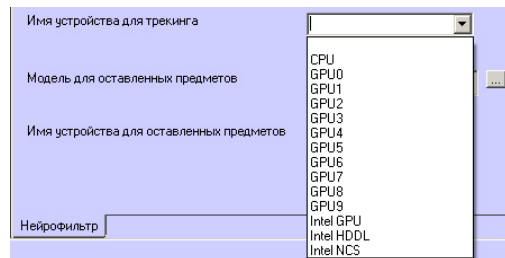 Имя устройства для трекинга
CPU
GPU0
Модель для оставленных предметов
...
GPU1
GPU2
GPU3
Имя устройства для оставленных предметов
GPU4
GPU5
GPU6
GPU7
GPU8
GPU9
Нейрофильтр
Intel GPU
Intel HDDL
Intel NCS